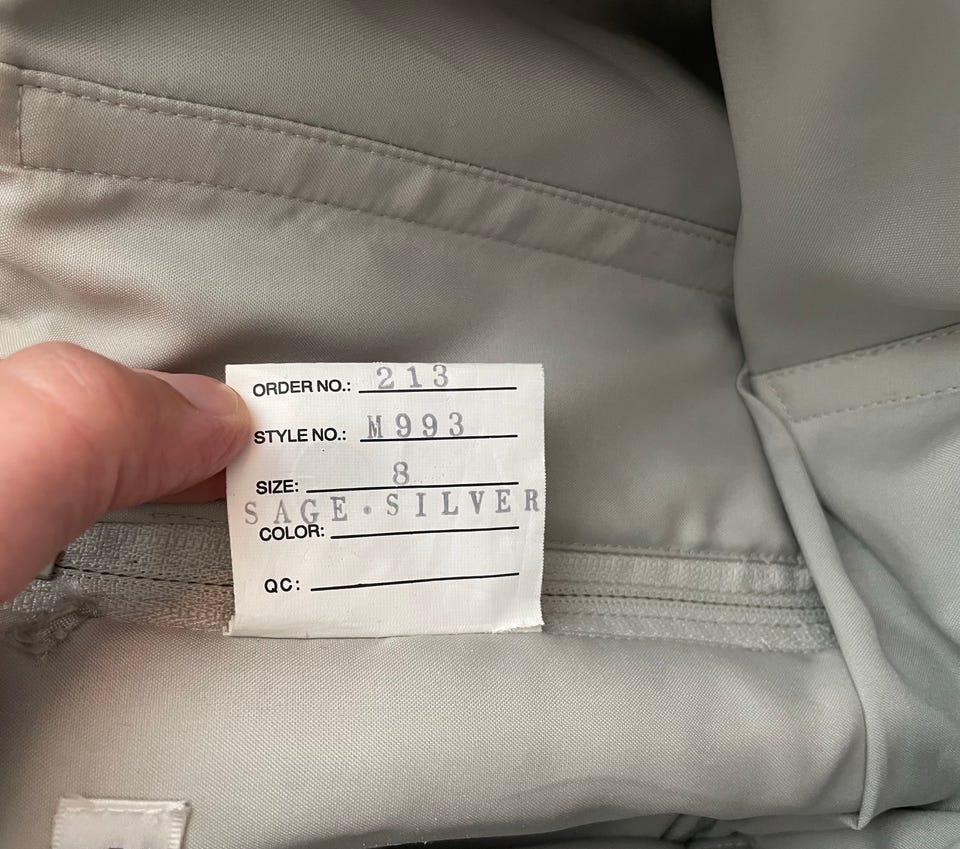 ORDER NO.: 213
STYLE NO.: M993
SIZE: 8
SAGE·SILVER
COLOR:
QC: